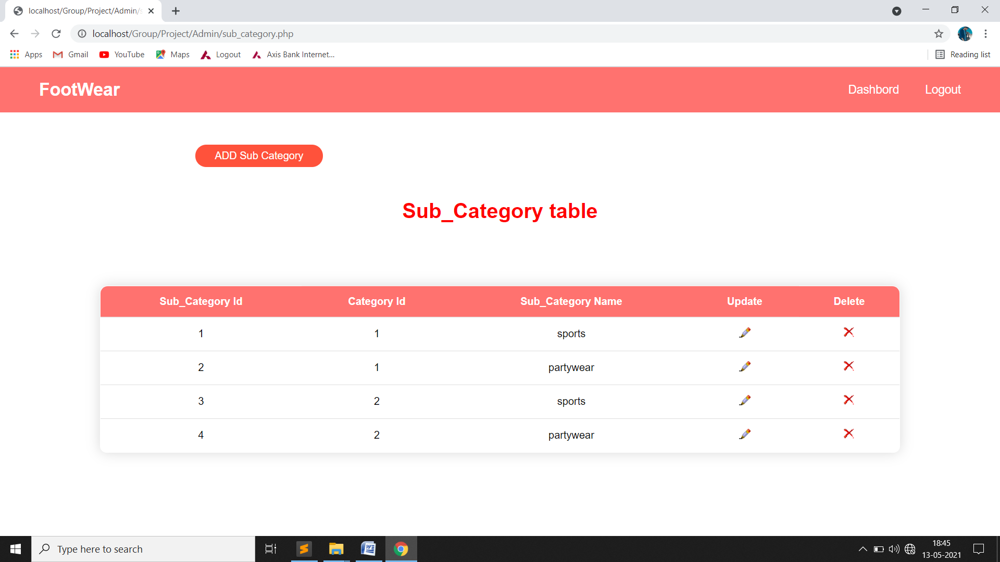 localhost/Group/Project/Admin/s
localhost/Group/Project/Admin/sub_category.php
Apps Gmail YouTube Maps Logout Axis Bank Internet... Reading list
FootWear Dashbord Logout
ADD Sub Category
Sub_Category table
Sub_Category Id Category Id Sub_Category Name Update Delete
1 1 sports
2 1 partywear
3 2 sports
4 2 partywear
Type here to search
18:45
13-05-2021